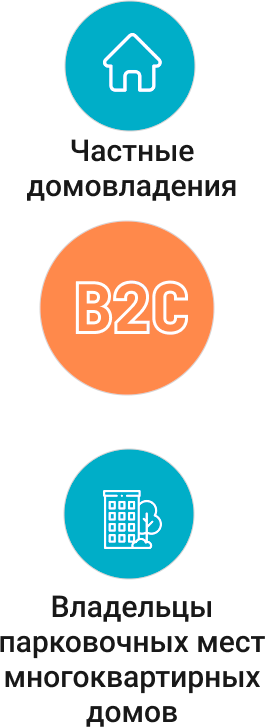 Частные
домовладения
B2C
Владельцы
парковочных мест
многоквартирных
домов